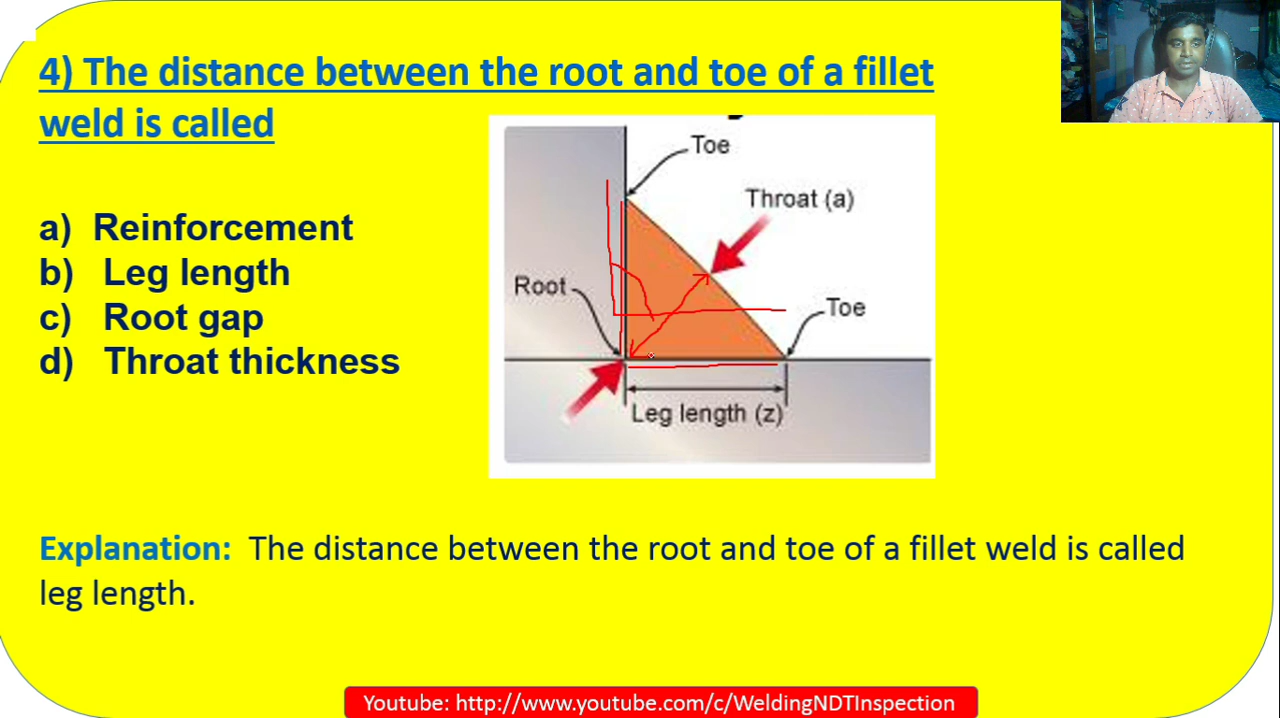 4) The distance between the root and toe of a fillet
weld is called
a) Reinforcement
b) Leg length
c) Root gap
d) Throat thickness
Toe
Throat (a)
Root
Toe
Leg length (z)
Explanation: The distance between the root and toe of a fillet weld is called
leg length.
Youtube: http://www.youtube.com/c/WeldingNDTInspection